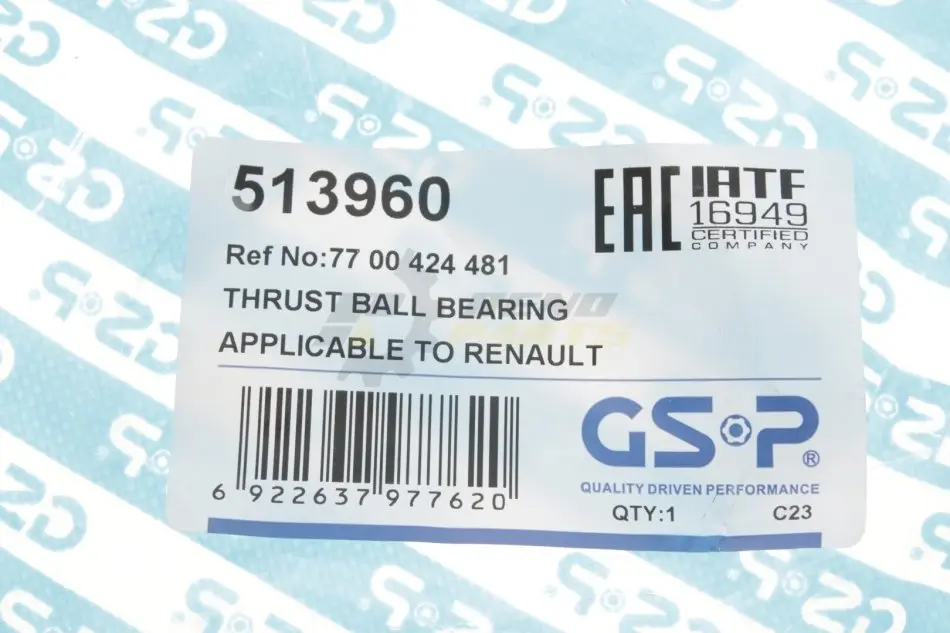 513960
EAC
IATF
16949
CERTIFIED
COMPANY
Ref No:77 00 424 481
THRUST BALL BEARING
APPLICABLE TO RENAULT
6 922637 977620
GS•P®
QUALITY DRIVEN PERFORMANCE
QTY:1 C23